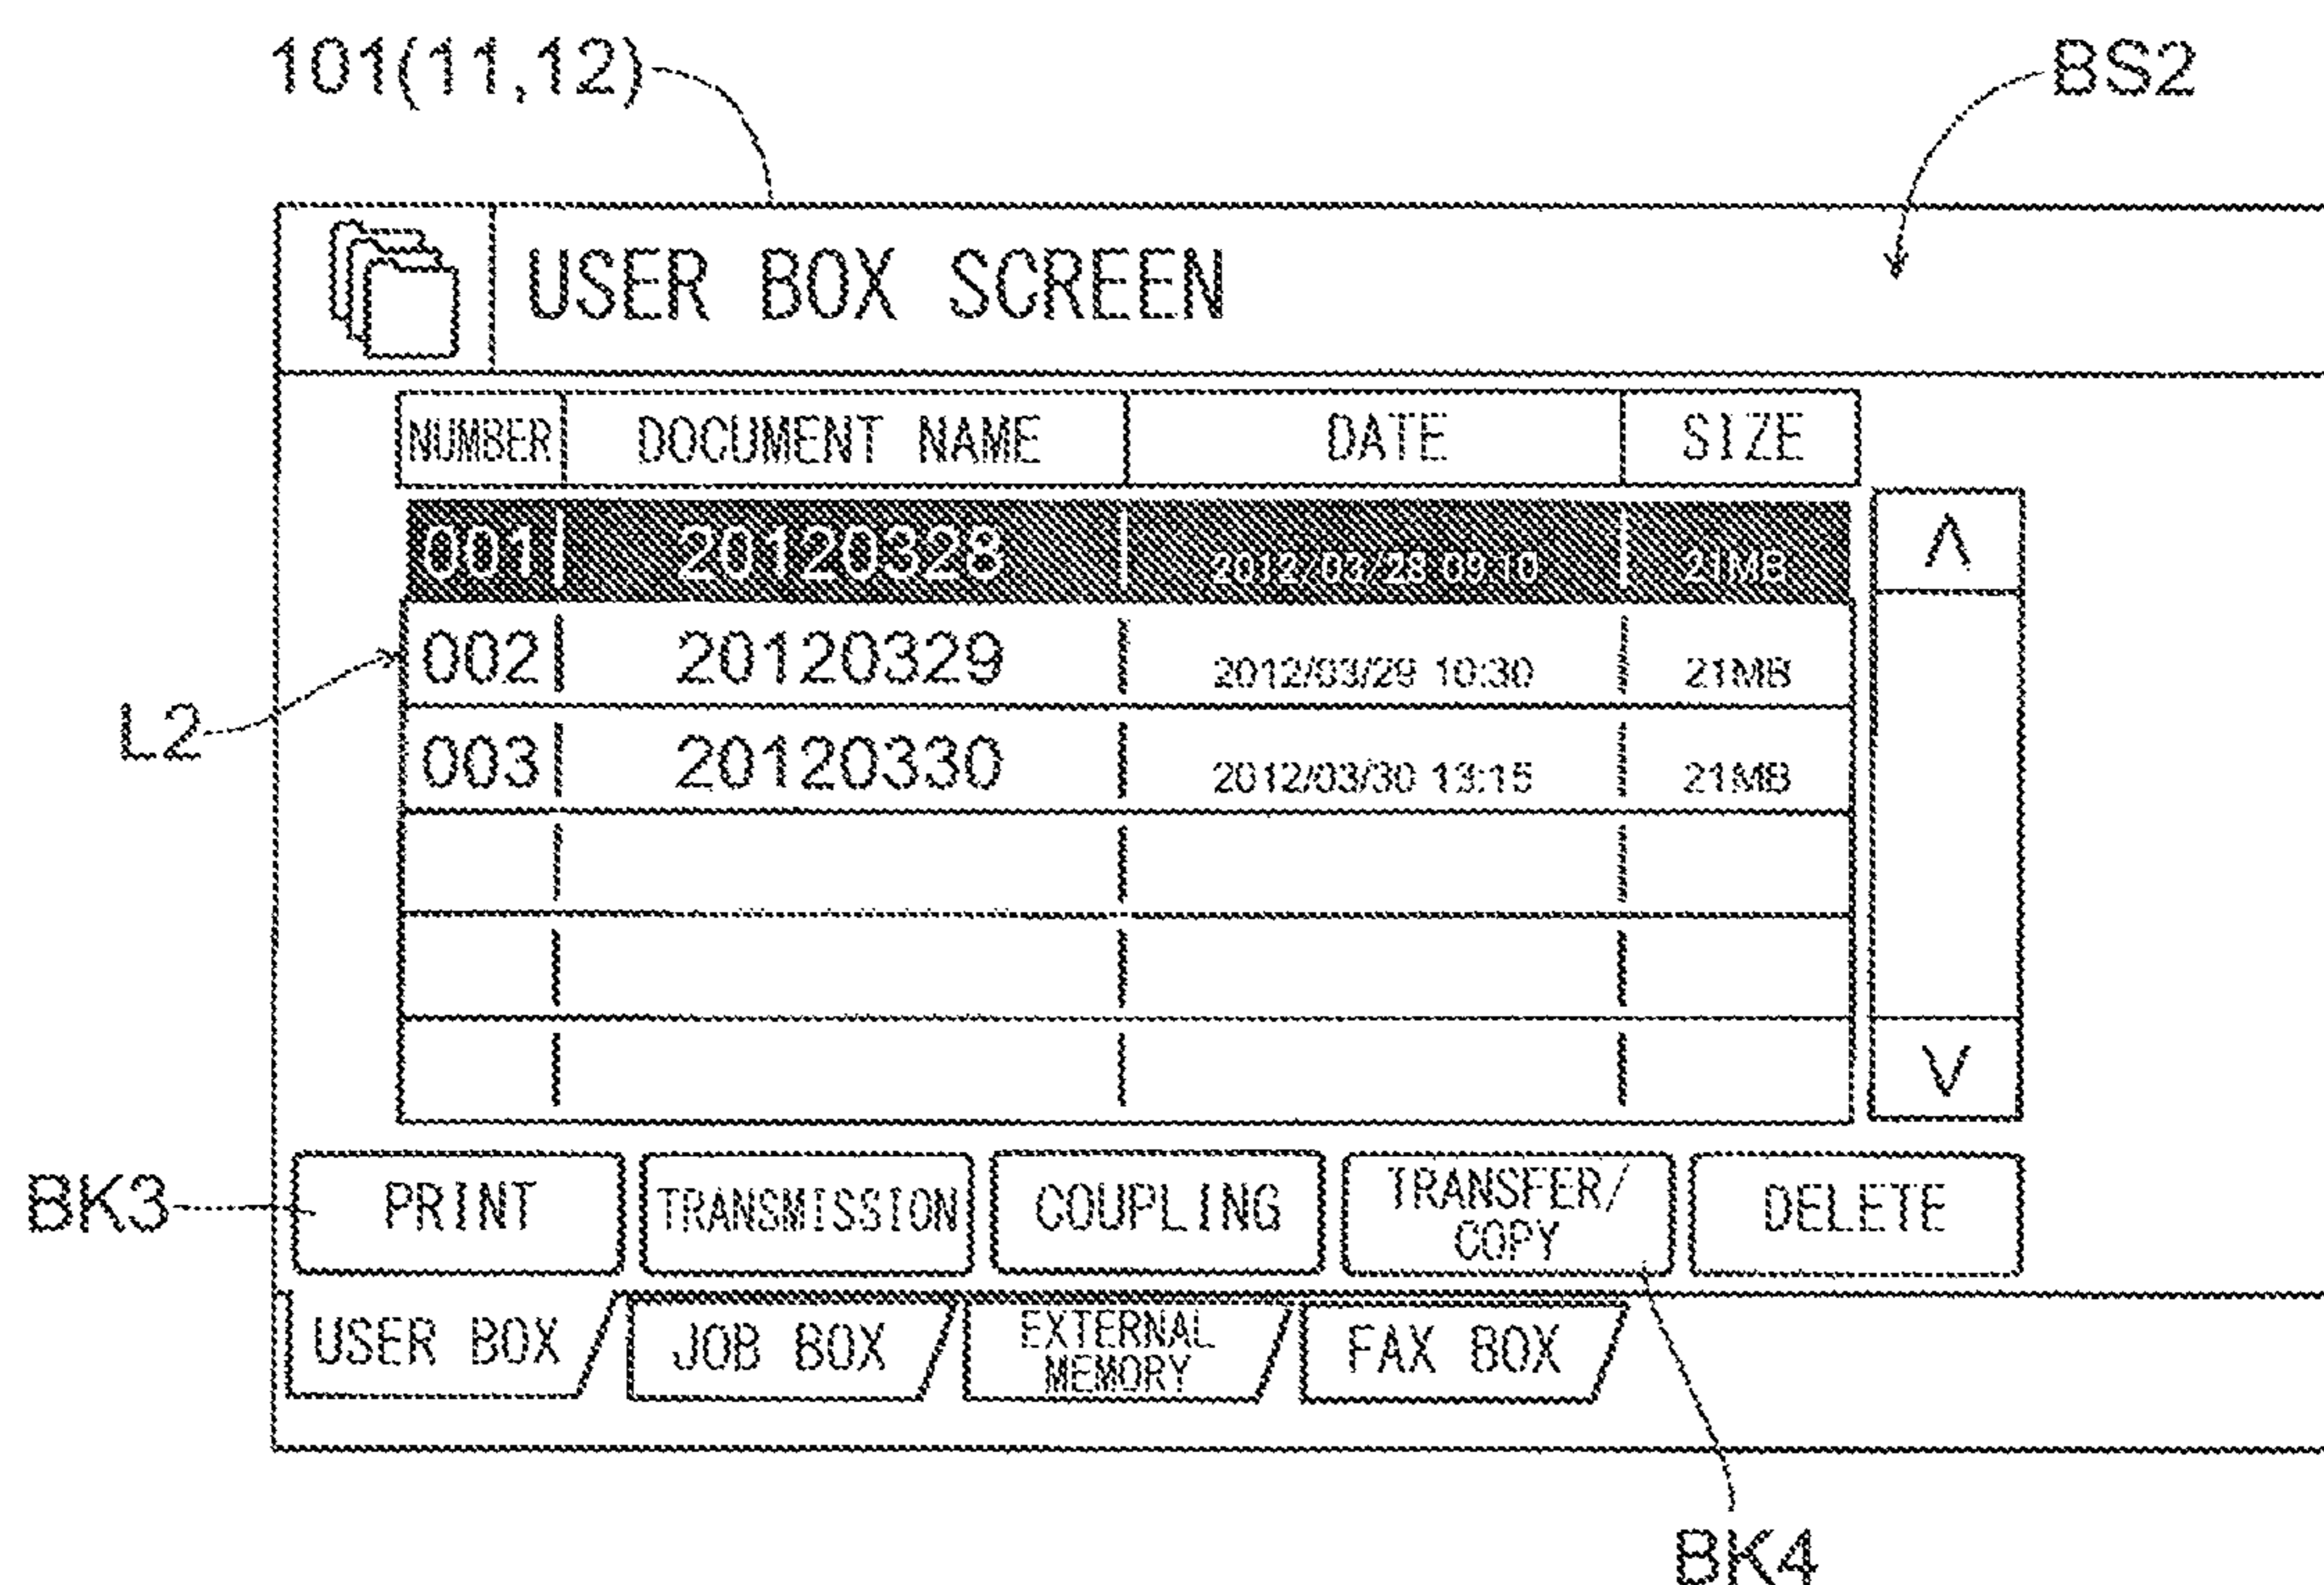 101(11,12) BS2
USER BOX SCREEN
NUMBER DOCUMENT NAME DATE SIZE
001 20120328 2012/03/28 09:10 21MB
002 20120329 2012/03/29 10:30 21MB
L2
003 20120330 2012/03/30 13:15 21MB
BK3 PRINT TRANSMISSION COUPLING TRANSFER/
COPY DELETE
USER BOX JOB BOX EXTERNAL
MEMORY FAX BOX
BK4